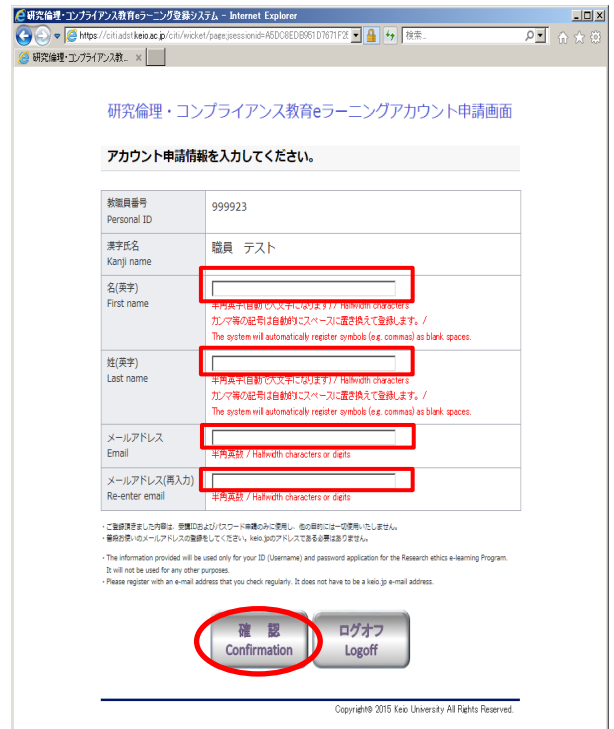 研究倫理・コンプライアンス教育eラーニング登録システム - Internet Explorer
https://citi.adst.keio.ac.jp/citi/wicket/page;jsessionid=A5DC8EDB951D7671F2
検索...
研究倫理・コンプライアンス教...
研究倫理・コンプライアンス教育eラーニングアカウント申請画面
アカウント申請情報を入力してください。
教職員番号
Personal ID
999923
漢字氏名
Kanji name
職員 テスト
名(英字)
First name
半角英字(自動で大文字になります) / Halfwidth characters
カンマ等の記号は自動的にスペースに置き換えて登録します。 /
The system will automatically register symbols (e.g. commas) as blank spaces.
姓(英字)
Last name
半角英字(自動で大文字になります) / Halfwidth characters
カンマ等の記号は自動的にスペースに置き換えて登録します。 /
The system will automatically register symbols (e.g. commas) as blank spaces.
メールアドレス
Email
半角英数 / Halfwidth characters or digits
メールアドレス(再入力)
Re-enter email
半角英数 / Halfwidth characters or digits
・ご登録頂きました内容は、受講IDおよびパスワード申請のみに使用し、他の目的には一切使用いたしません。
・普段お使いのメールアドレスの登録をしてください。keio.jpのアドレスである必要はありません。
・The information provided will be used only for your ID (Username) and password application for the Research ethics e-learning Program.
It will not be used for any other purposes.
・Please register with an e-mail address that you check regularly. It does not have to be a keio.jp e-mail address.
確 認
Confirmation
ログオフ
Logoff
Copyright© 2015 Keio University All Rights Reserved.